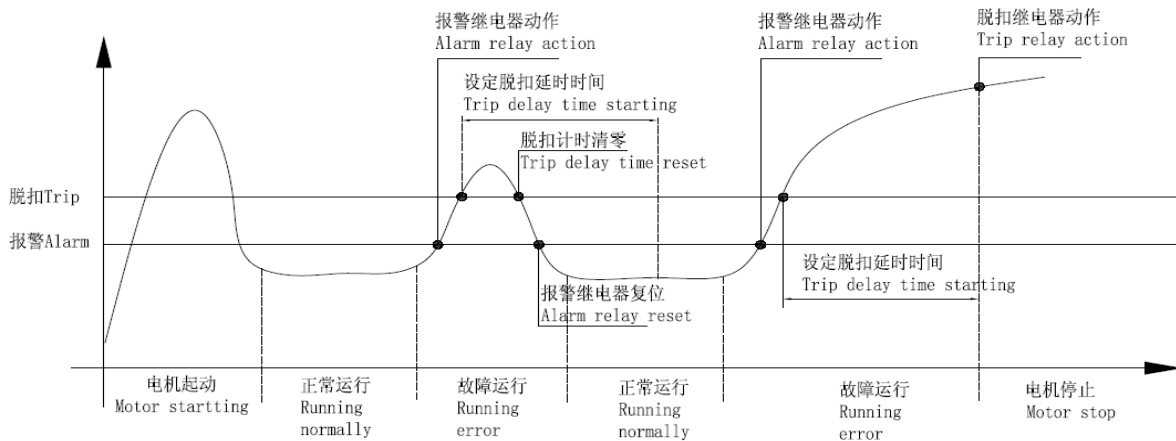 报警继电器动作
Alarm relay action
报警继电器动作
Alarm relay action
脱扣继电器动作
Trip relay action
设定脱扣延时时间
Trip delay time starting
脱扣计时清零
Trip delay time reset
脱扣Trip
报警Alarm
设定脱扣延时时间
Trip delay time starting
报警继电器复位
Alarm relay reset
电机起动
Motor startting
正常运行
Running
normally
故障运行
Running
error
正常运行
Running
normally
故障运行
Running
error
电机停止
Motor stop